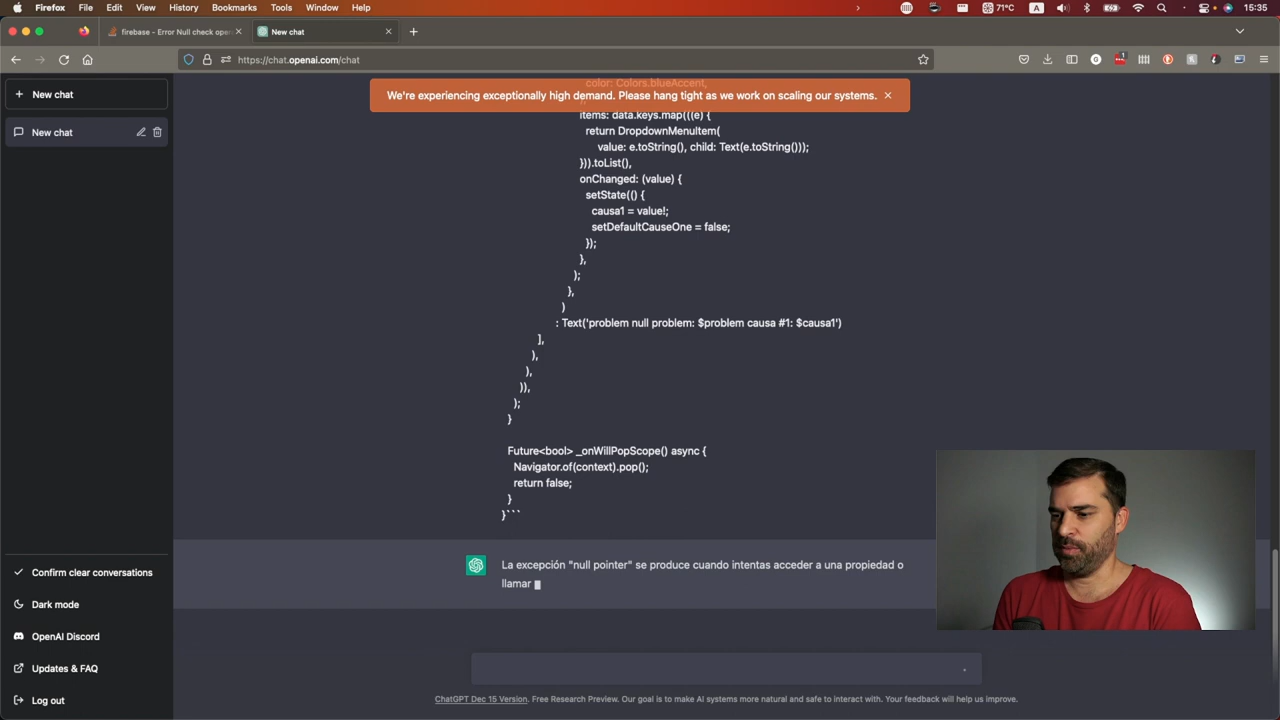 Firefox File Edit View History Bookmarks Tools Window Help
71°C A 15:35
firebase - Error Null check oper
New chat
https://chat.openai.com/chat
New chat
New chat
color: Colors.blueAccent,
We're experiencing exceptionally high demand. Please hang tight as we work on scaling our systems.
items: data.keys.map(((e) {
return DropdownMenuItem(
value: e.toString(), child: Text(e.toString()));
})).toList(),
onChanged: (value) {
setState(() {
causa1 = value!;
setDefaultCauseOne = false;
});
},
);
},
)
: Text('problem null problem: $problem causa #1: $causa1')
],
),
),
)),
);
}
Future<bool> _onWillPopScope() async {
Navigator.of(context).pop();
return false;
}
}```
La excepción "null pointer" se produce cuando intentas acceder a una propiedad o
llamar
Confirm clear conversations
Dark mode
OpenAI Discord
Updates & FAQ
Log out
ChatGPT Dec 15 Version. Free Research Preview. Our goal is to make AI systems more natural and safe to interact with. Your feedback will help us improve.